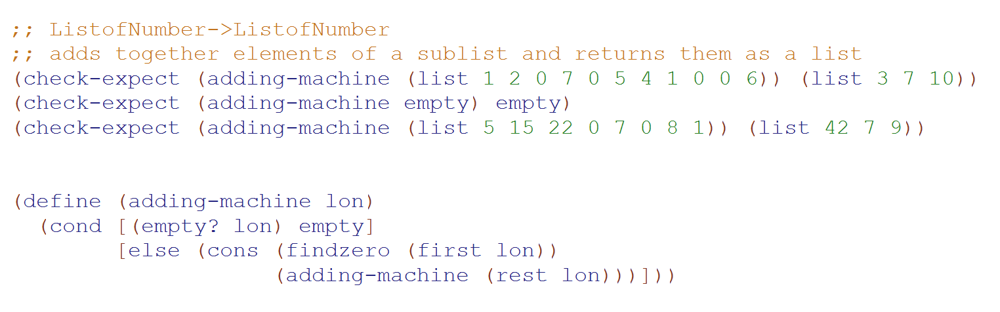 ;; ListofNumber->ListofNumber
;; adds together elements of a sublist and returns them as a list
(check-expect (adding-machine (list 1 2 0 7 0 5 4 1 0 0 6)) (list 3 7 10))
(check-expect (adding-machine empty) empty)
(check-expect (adding-machine (list 5 15 22 0 7 0 8 1)) (list 42 7 9))
(define (adding-machine lon)
  (cond [(empty? lon) empty]
        [else (cons (findzero (first lon))
                    (adding-machine (rest lon)))]))